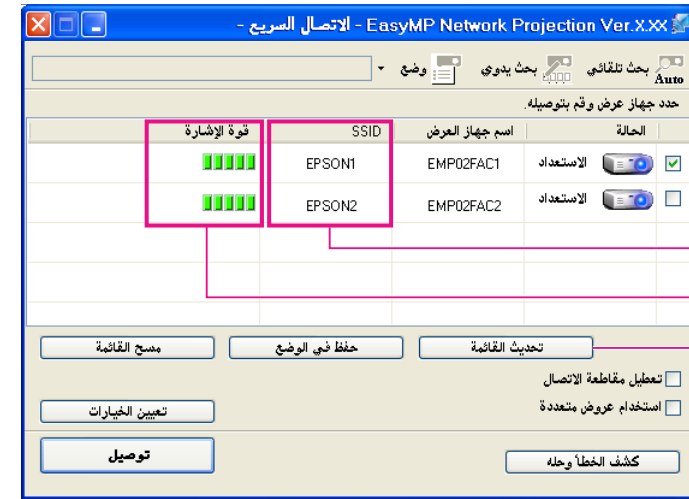 EasyMP Network Projection Ver.X.XX - الاتصال السريع -
Auto بحث تلقائي بحث يدوي وضع
حدد جهاز عرض وقم بتوصيله.
الحالة اسم جهاز العرض SSID قوة الإشارة
الاستعداد EMP02FAC1 EPSON1
الاستعداد EMP02FAC2 EPSON2
تحديث القائمة حفظ في الوضع مسح القائمة
تعطيل مقاطعة الاتصال
استخدام عروض متعددة تعيين الخيارات
كشف الخطأ وحله توصيل